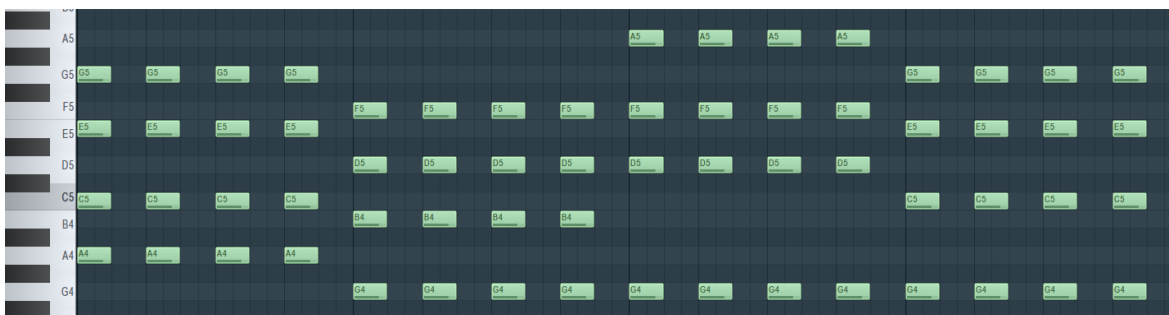 A5 A5 A5 A5 A5
G5 G5 G5 G5 G5 G5 G5 G5 G5
F5 F5 F5 F5 F5 F5 F5 F5 F5
E5 E5 E5 E5 E5 E5 E5 E5 E5
D5 D5 D5 D5 D5 D5 D5 D5 D5
C5 C5 C5 C5 C5 C5 C5 C5 C5
B4 B4 B4 B4 B4
A4 A4 A4 A4 A4
G4 G4 G4 G4 G4 G4 G4 G4 G4 G4 G4 G4 G4